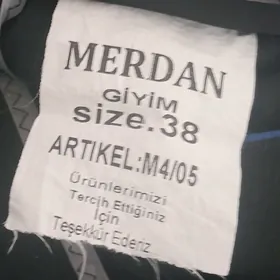 MERDAN
GİYİM
size.38
ARTIKEL:M4/05
Ürünlerimizi
Tercih Ettiğiniz
İçin
Teşekkür Ederiz